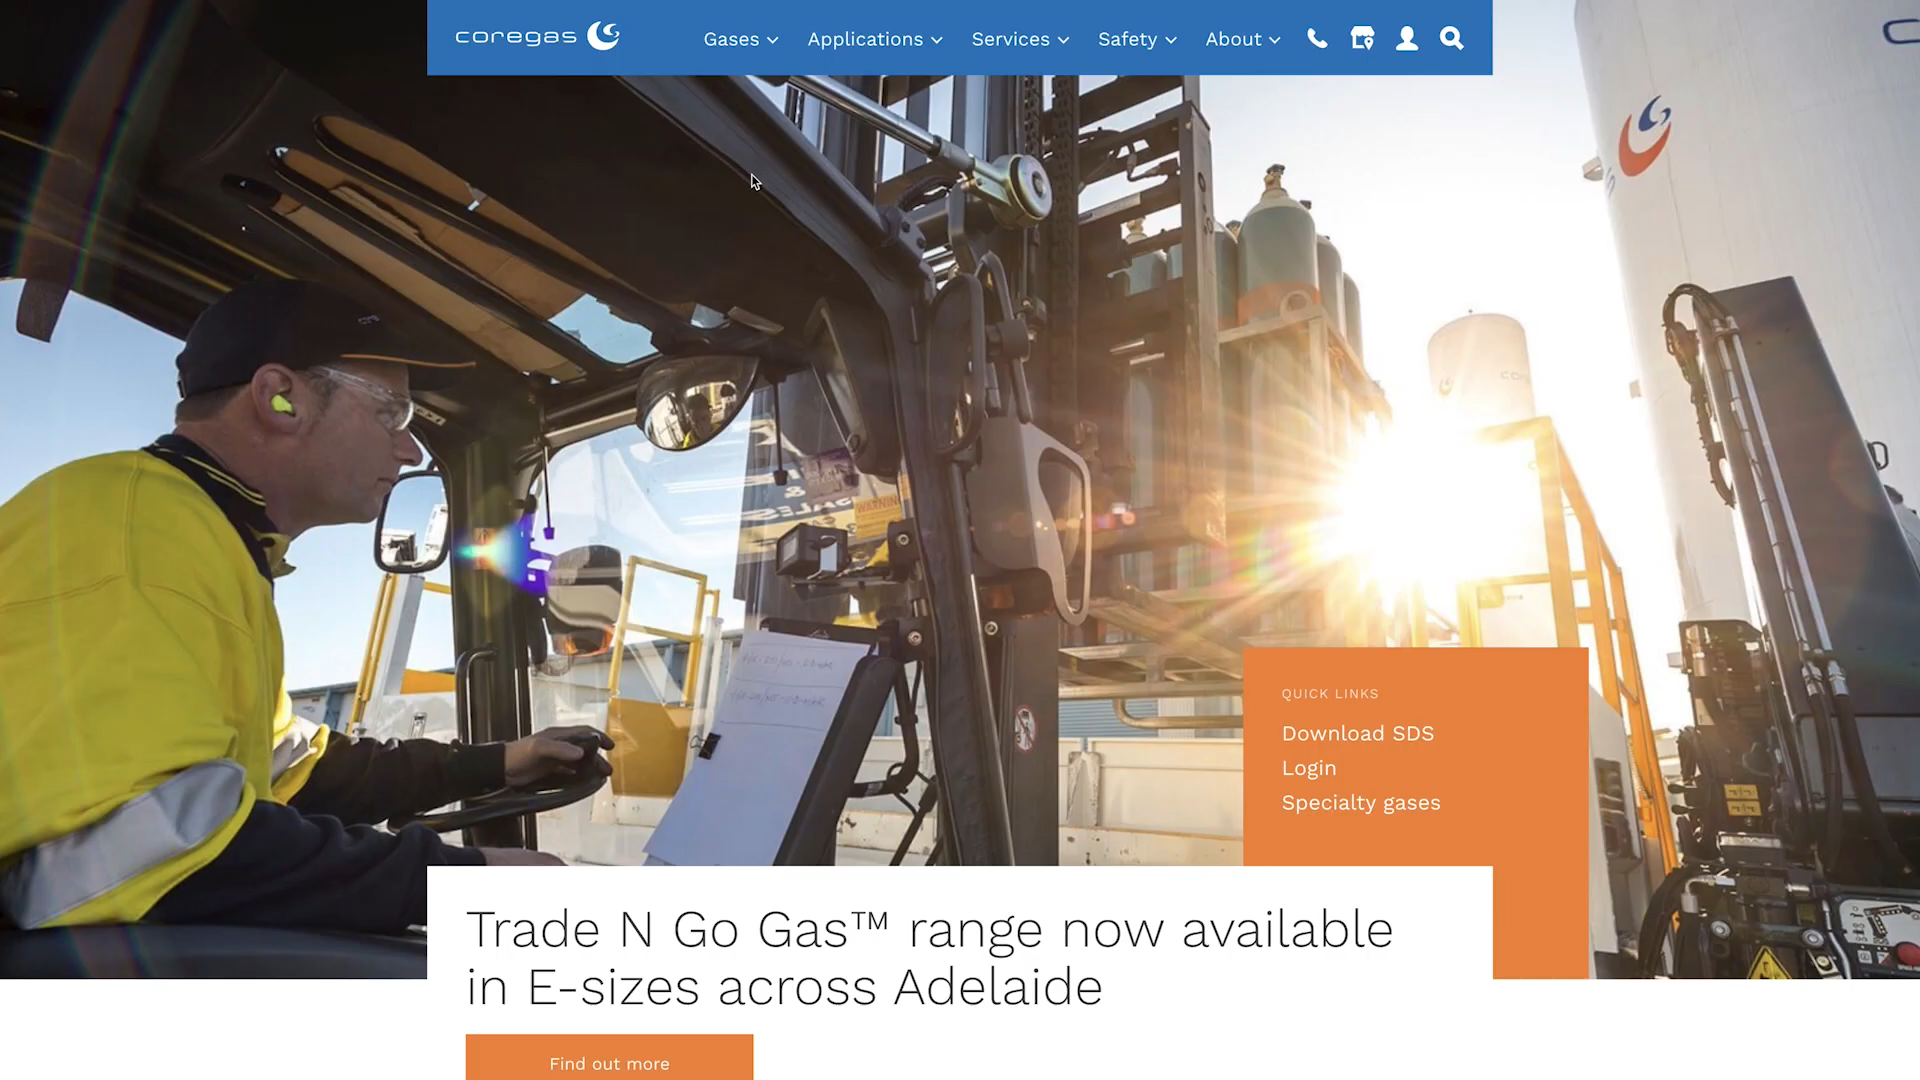 coregas
Gases
Applications
Services
Safety
About
WARNING
QUICK LINKS
Download SDS
Login
Specialty gases
Trade N Go Gas™ range now available
in E-sizes across Adelaide
Find out more